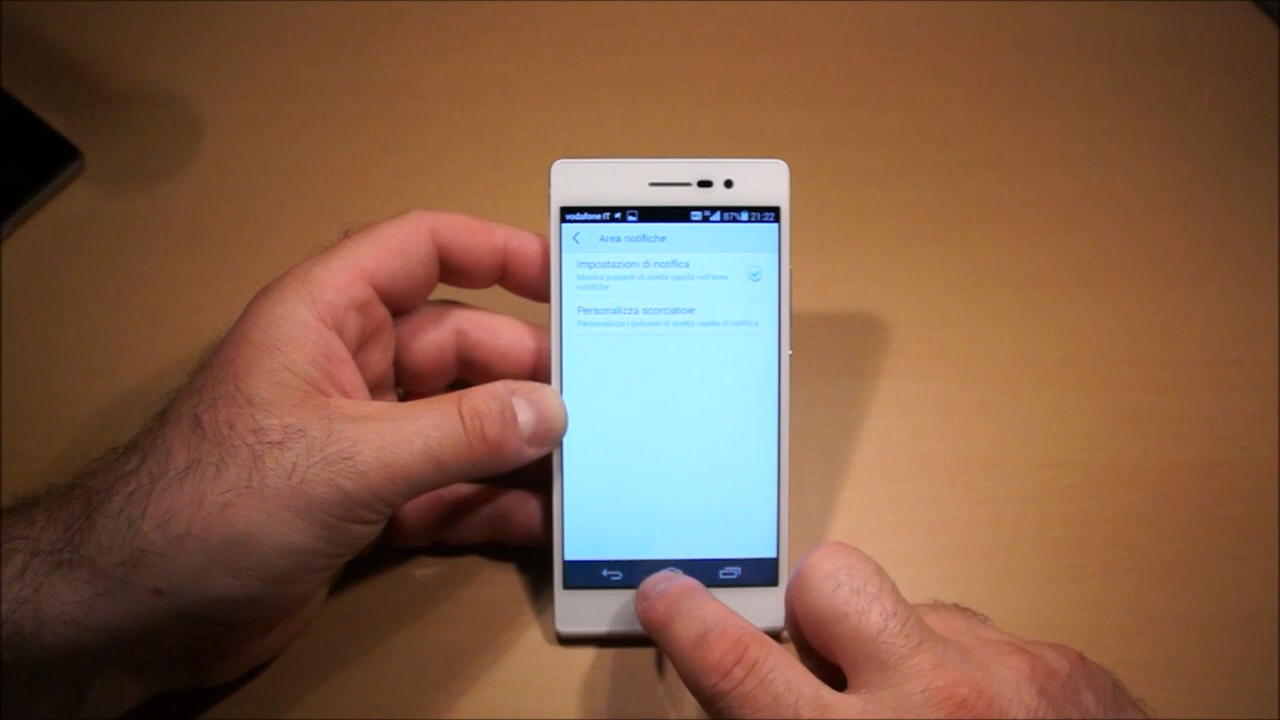 vodafone IT 87% 21:22
Area notifiche
Impostazioni di notifica
Mostra pulsanti di scelta rapida nell'area
notifiche
Personalizza scorciatoie
Personalizza i pulsanti di scelta rapida di notifica